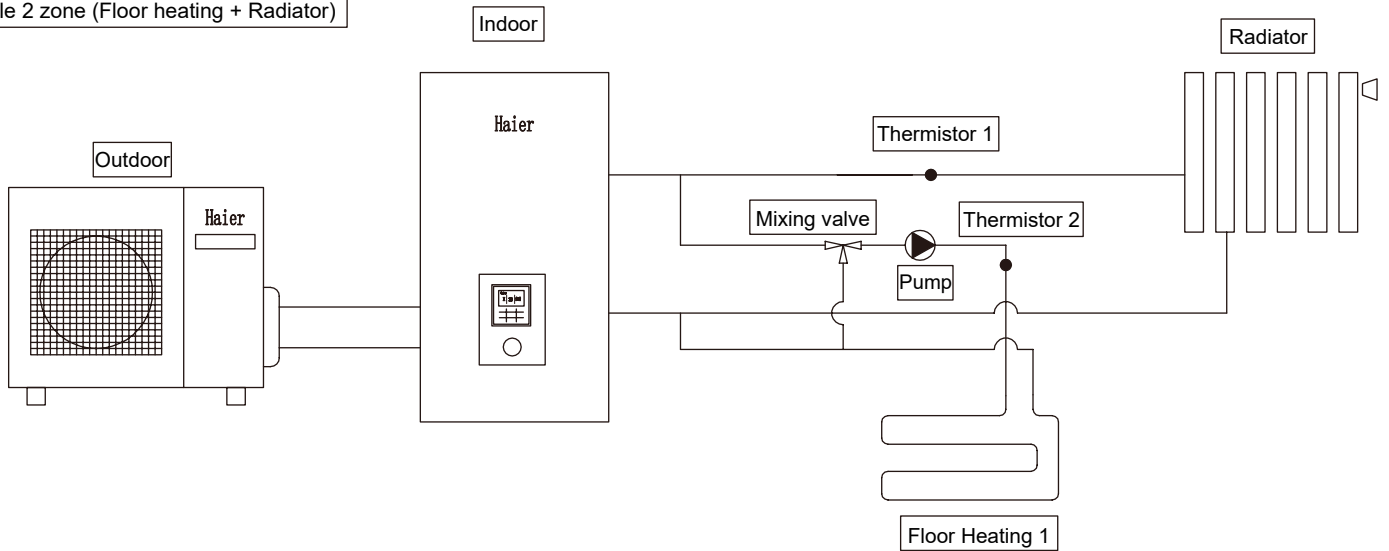 le 2 zone (Floor heating + Radiator)
Indoor
Radiator
Haier
Thermistor 1
Outdoor
Haier
Mixing valve
Thermistor 2
Pump
Floor Heating 1